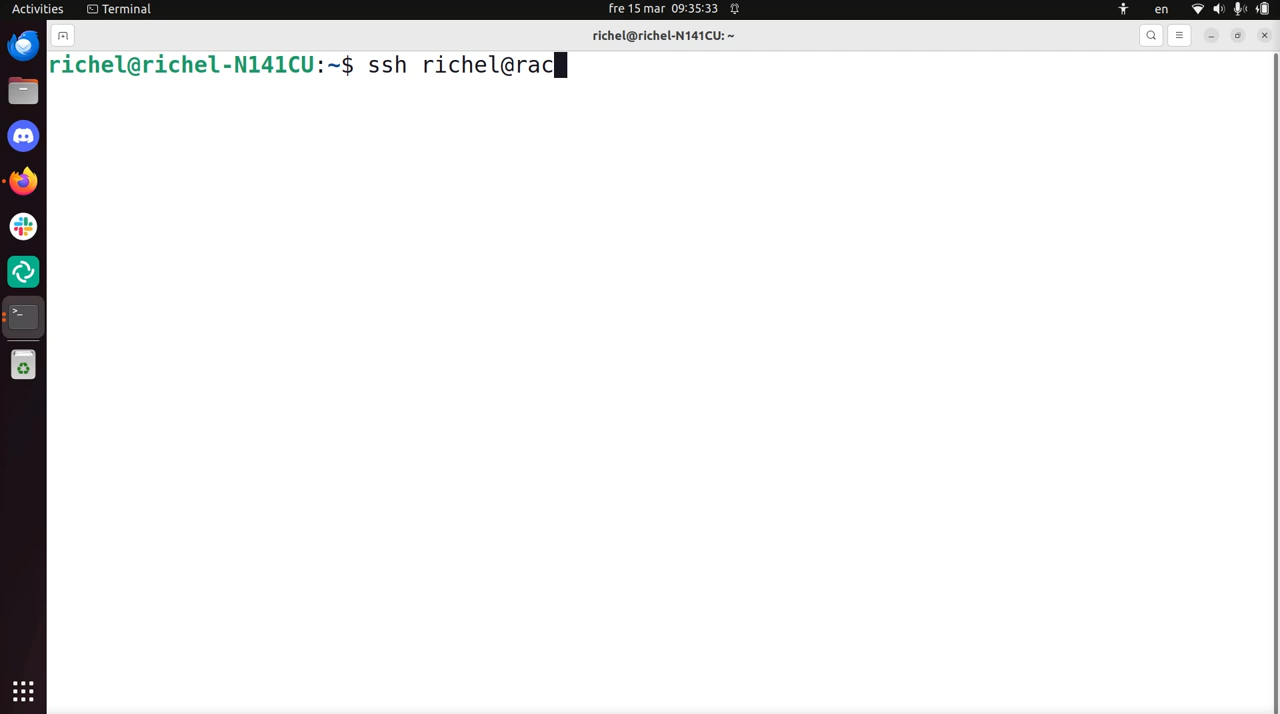 Activities Terminal fre 15 mar 09:35:33 en
richel@richel-N141CU: ~
richel@richel-N141CU:~$ ssh richel@rac